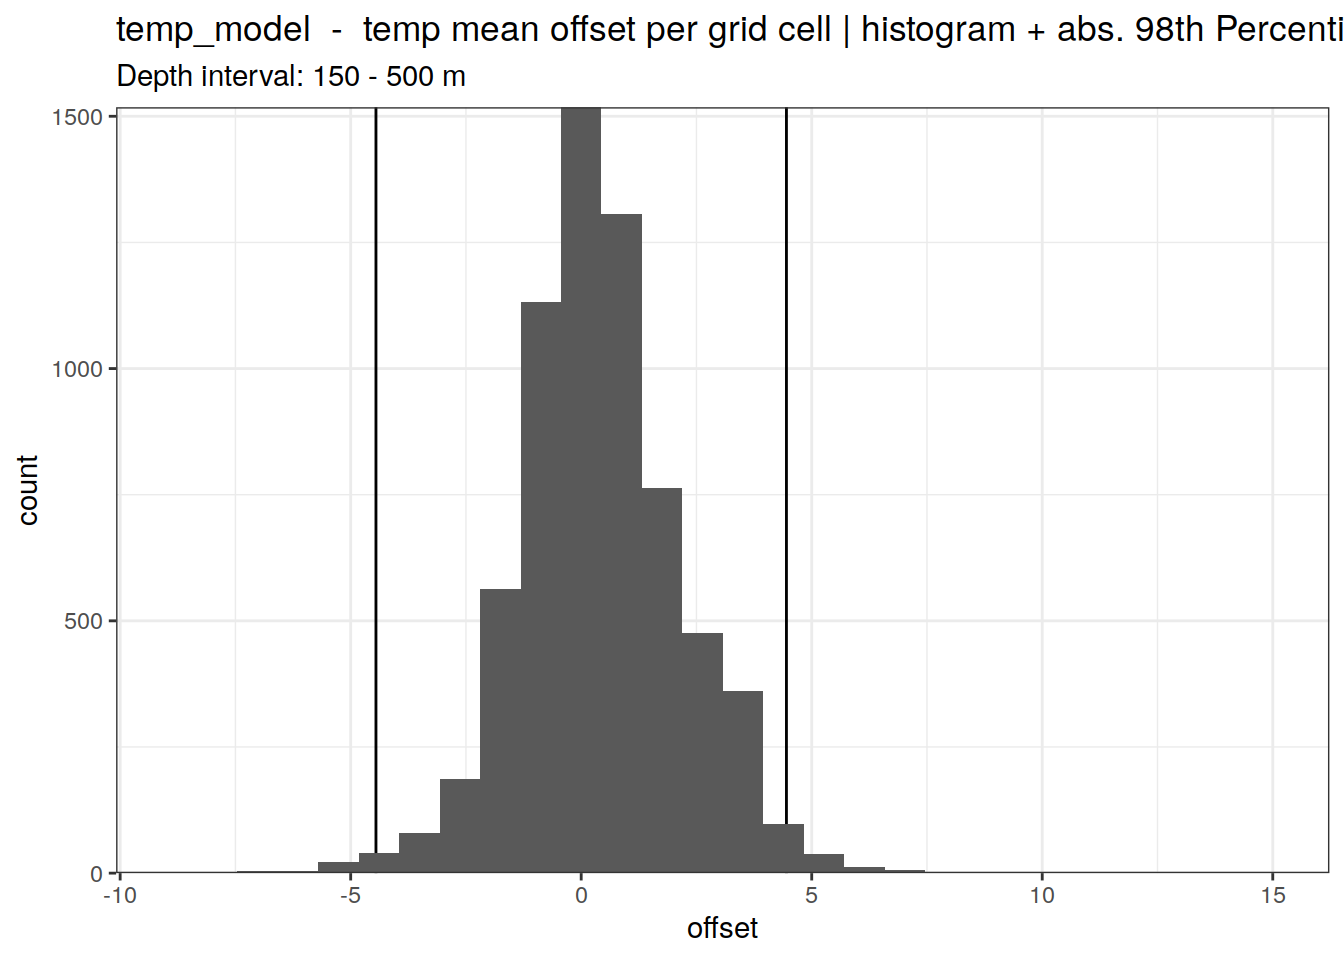 temp_model - temp mean offset per grid cell | histogram + abs. 98th Percenti
Depth interval: 150 - 500 m
1500
1000
500
0
count
-10 -5 0 5 10 15
offset